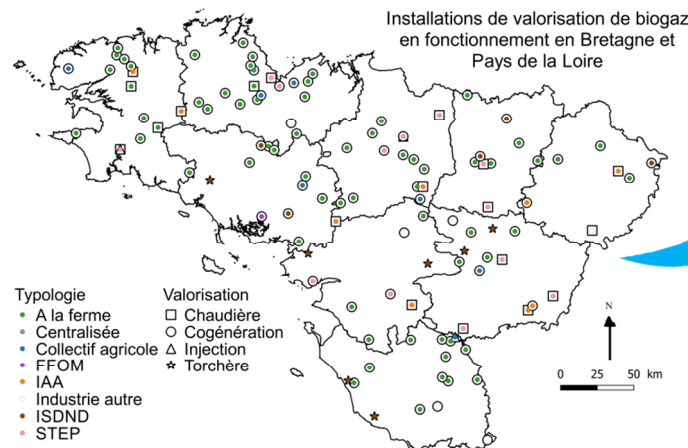 Installations de valorisation de biogaz
en fonctionnement en Bretagne et
Pays de la Loire
Typologie
A la ferme
Centralisée
Collectif agricole
FFOM
IAA
Industrie autre
ISDND
STEP
Valorisation
Chaudière
Cogénération
Injection
Torchère
N
0 25 50 km